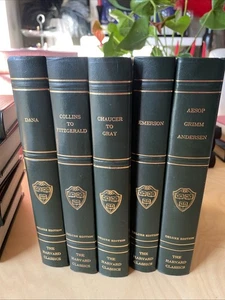 DANA
DELUXE EDITION
THE
HARVARD
CLASSICS
COLLINS
TO
FITZGERALD
DELUXE EDITION
THE
HARVARD
CLASSICS
CHAUCER
TO
GRAY
DELUXE EDITION
THE
HARVARD
CLASSICS
EMERSON
DELUXE EDITION
THE
HARVARD
CLASSICS
AESOP
GRIMM
ANDERSEN
DELUXE EDITION
THE
HARVARD
CLASSICS